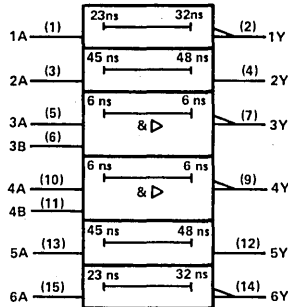 23ns 32ns
1A (1) (2) 1Y
45 ns 48 ns
2A (3) (4) 2Y
6 ns 6 ns
3A (5) & ▷ (7) 3Y
3B (6)
6 ns 6 ns
4A (10) & ▷ (9) 4Y
4B (11)
45 ns 48 ns
5A (13) (12) 5Y
23 ns 32 ns
6A (15) (14) 6Y